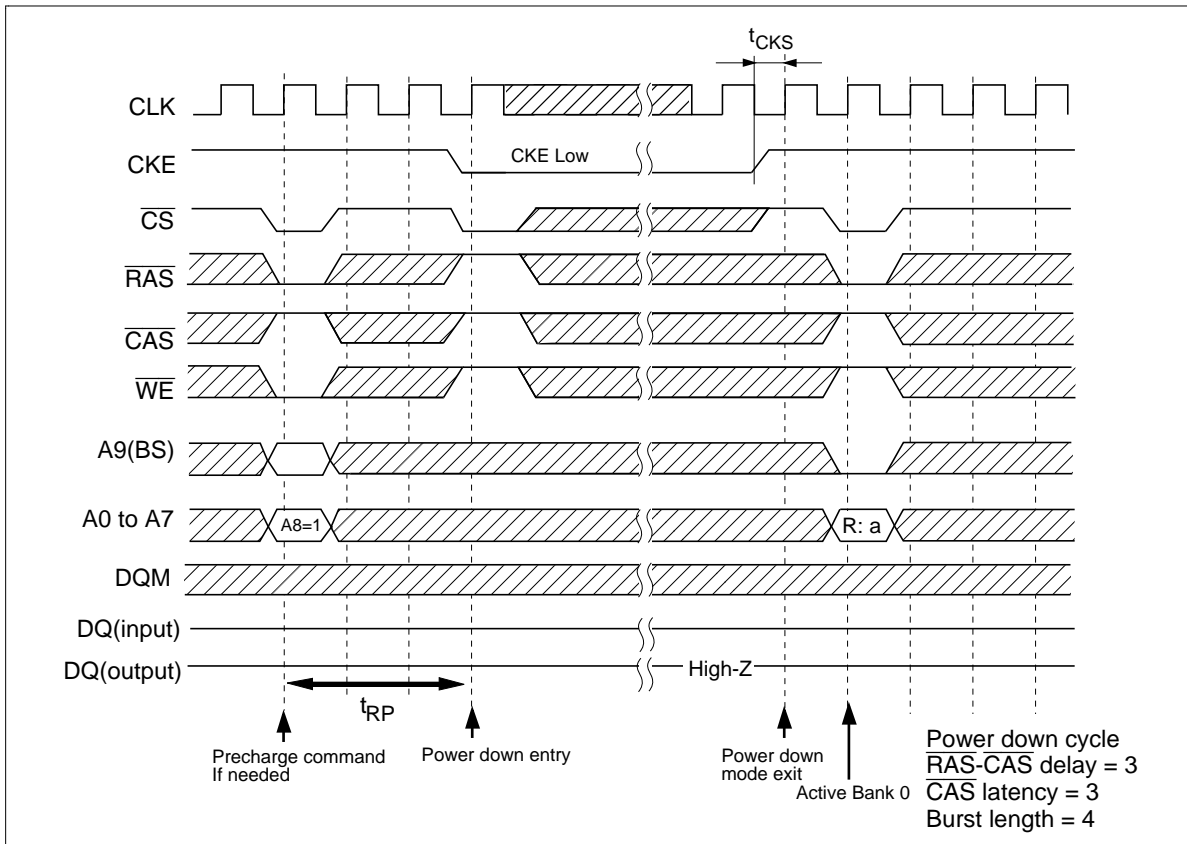 tCKS
CLK
CKE
CKE Low
CS
RAS
CAS
WE
A9(BS)
A0 to A7
A8=1
R: a
DQM
DQ(input)
DQ(output)
High-Z
tRP
Precharge command
If needed
Power down entry
Power down
mode exit
Active Bank 0
Power down cycle
RAS-CAS delay = 3
CAS latency = 3
Burst length = 4